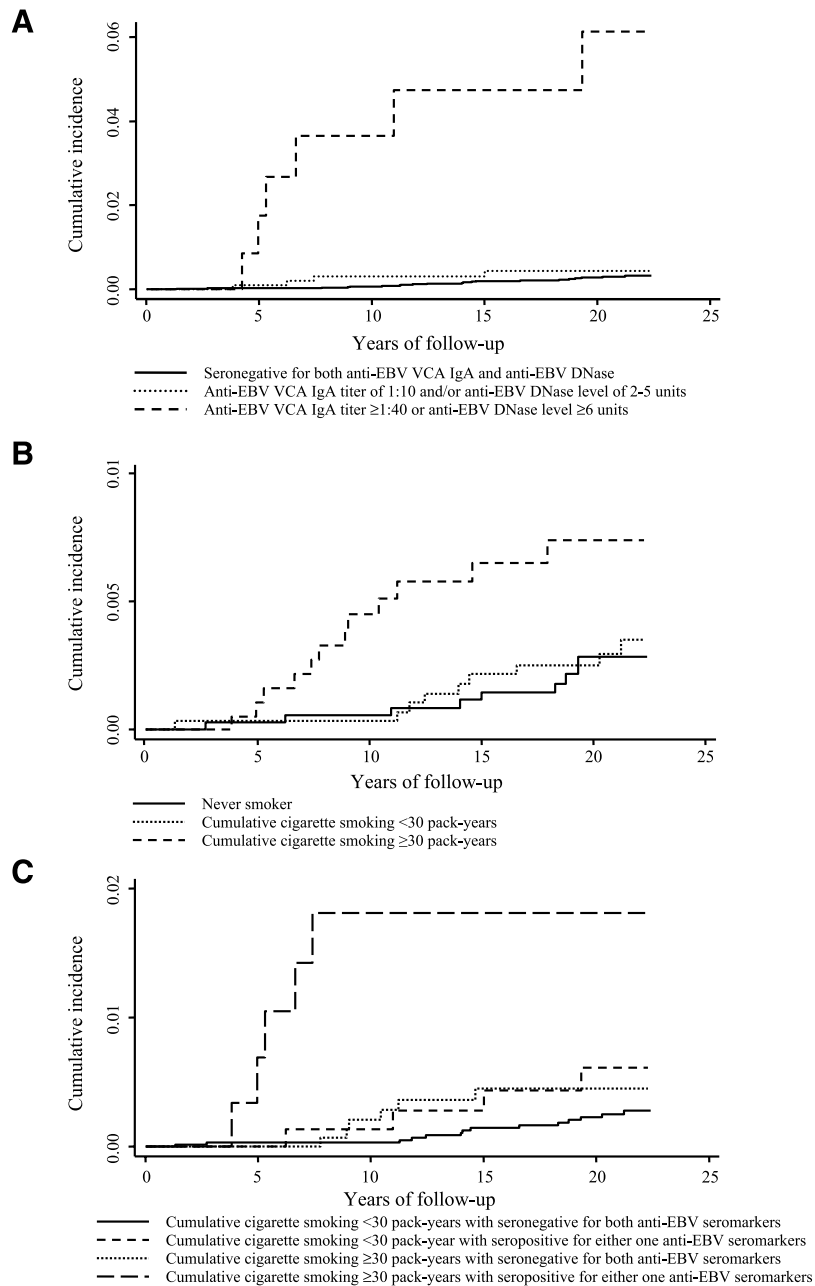 A
Cumulative incidence
0.06
0.04
0.02
0.00
0 5 10 15 20 25
Years of follow-up
Seronegative for both anti-EBV VCA IgA and anti-EBV DNase
Anti-EBV VCA IgA titer of 1:10 and/or anti-EBV DNase level of 2-5 units
Anti-EBV VCA IgA titer ≥1:40 or anti-EBV DNase level ≥6 units
B
Cumulative incidence
0.01
0.005
0.00
0 5 10 15 20 25
Years of follow-up
Never smoker
Cumulative cigarette smoking <30 pack-years
Cumulative cigarette smoking ≥30 pack-years
C
Cumulative incidence
0.02
0.01
0.00
0 5 10 15 20 25
Years of follow-up
Cumulative cigarette smoking <30 pack-years with seronegative for both anti-EBV seromarkers
Cumulative cigarette smoking <30 pack-year with seropositive for either one anti-EBV seromarkers
Cumulative cigarette smoking ≥30 pack-years with seronegative for both anti-EBV seromarkers
Cumulative cigarette smoking ≥30 pack-years with seropositive for either one anti-EBV seromarkers